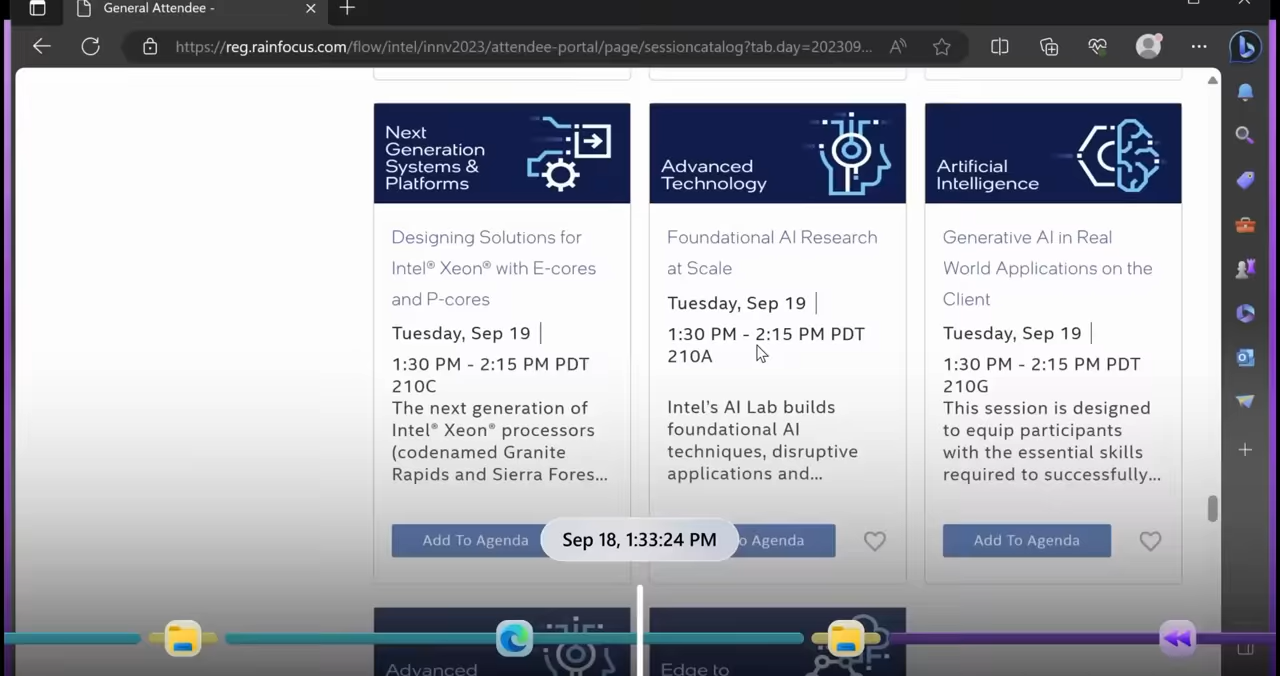 General Attendee -
https://reg.rainfocus.com/flow/intel/innv2023/attendee-portal/page/sessioncatalog?tab.day=202309...
Next
Generation
Systems &
Platforms
Designing Solutions for
Intel® Xeon® with E-cores
and P-cores
Tuesday, Sep 19 |
1:30 PM - 2:15 PM PDT
210C
The next generation of
Intel® Xeon® processors
(codenamed Granite
Rapids and Sierra Fores...
Add To Agenda
Advanced
Technology
Foundational AI Research
at Scale
Tuesday, Sep 19 |
1:30 PM - 2:15 PM PDT
210A
Intel's AI Lab builds
foundational AI
techniques, disruptive
applications and...
o Agenda
Artificial
Intelligence
Generative AI in Real
World Applications on the
Client
Tuesday, Sep 19 |
1:30 PM - 2:15 PM PDT
210G
This session is designed
to equip participants
with the essential skills
required to successfully...
Add To Agenda
Sep 18, 1:33:24 PM
Advanced
Edge to